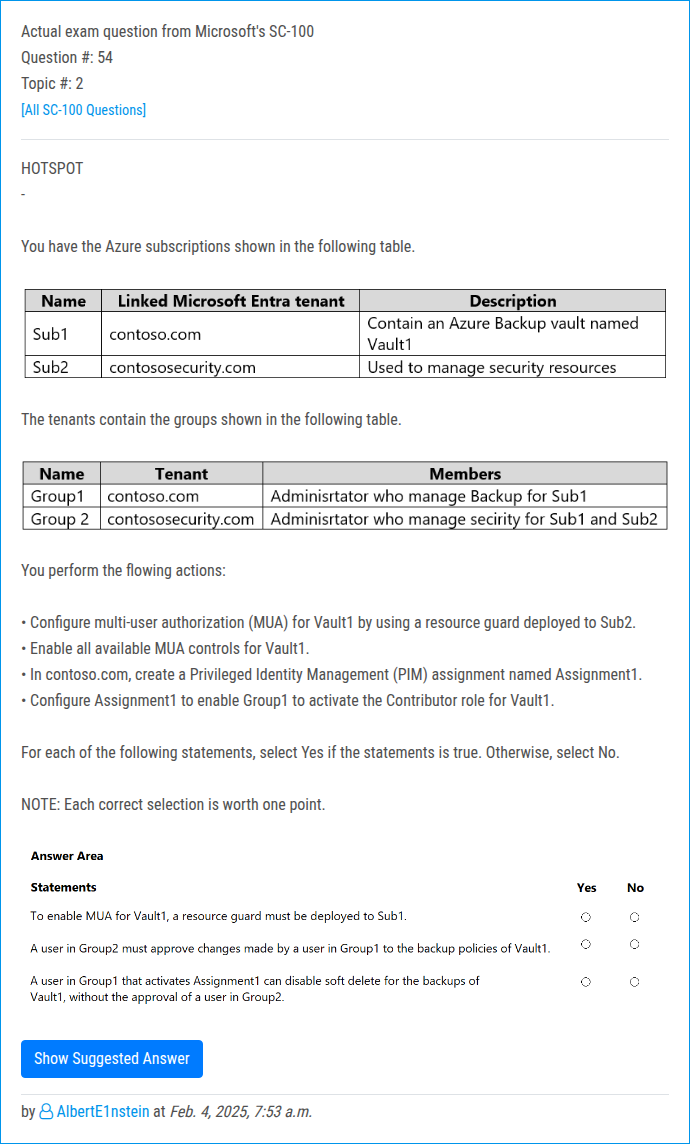 Actual exam question from Microsoft's SC-100
Question #: 54
Topic #: 2
[All SC-100 Questions]
HOTSPOT
-
You have the Azure subscriptions shown in the following table.
Name Linked Microsoft Entra tenant Description
Sub1 contoso.com Contain an Azure Backup vault named
Vault1
Sub2 contososecurity.com Used to manage security resources
The tenants contain the groups shown in the following table.
Name Tenant Members
Group1 contoso.com Adminisrtator who manage Backup for Sub1
Group 2 contososecurity.com Adminisrtator who manage secirity for Sub1 and Sub2
You perform the flowing actions:
• Configure multi-user authorization (MUA) for Vault1 by using a resource guard deployed to Sub2.
• Enable all available MUA controls for Vault1.
• In contoso.com, create a Privileged Identity Management (PIM) assignment named Assignment1.
• Configure Assignment1 to enable Group1 to activate the Contributor role for Vault1.
For each of the following statements, select Yes if the statements is true. Otherwise, select No.
NOTE: Each correct selection is worth one point.
Answer Area
Statements Yes No
To enable MUA for Vault1, a resource guard must be deployed to Sub1.
A user in Group2 must approve changes made by a user in Group1 to the backup policies of Vault1.
A user in Group1 that activates Assignment1 can disable soft delete for the backups of
Vault1, without the approval of a user in Group2.
Show Suggested Answer
by AlbertE1nstein at Feb. 4, 2025, 7:53 a.m.